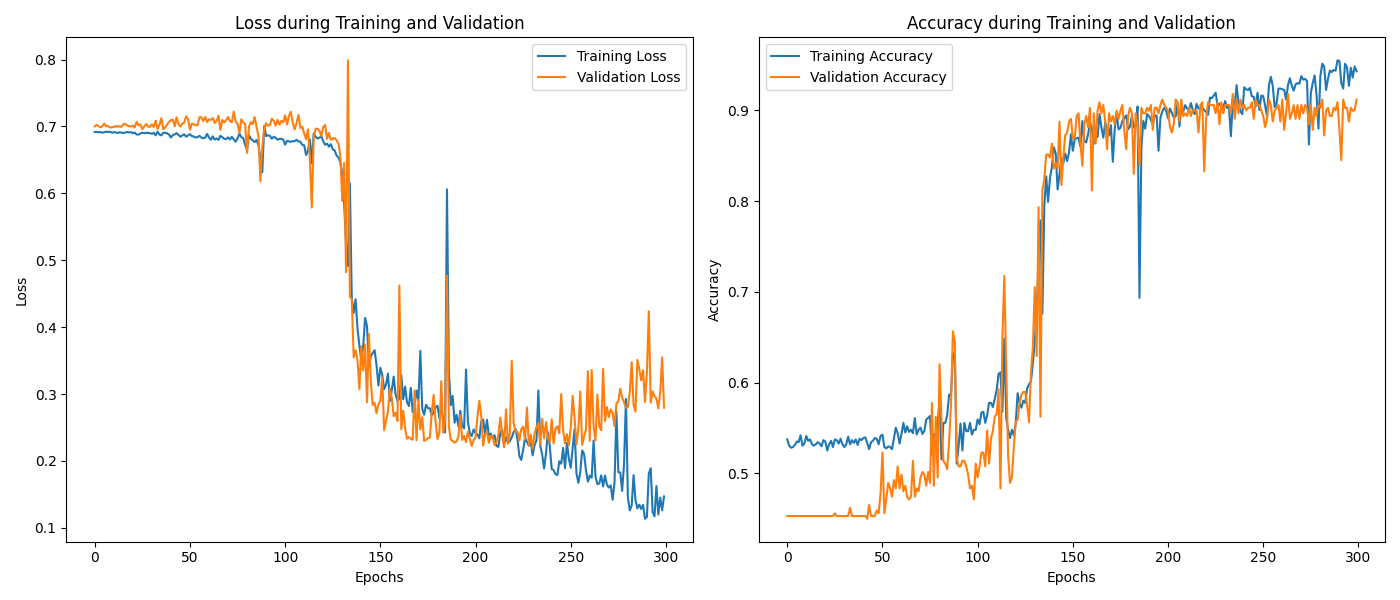 Loss during Training and Validation
Training Loss
Validation Loss
0.8
0.7
0.6
0.5
0.4
0.3
0.2
0.1
Loss
0
50
100
150
200
250
300
Epochs
Accuracy during Training and Validation
Training Accuracy
Validation Accuracy
0.9
0.8
0.7
0.6
0.5
Accuracy
0
50
100
150
200
250
300
Epochs